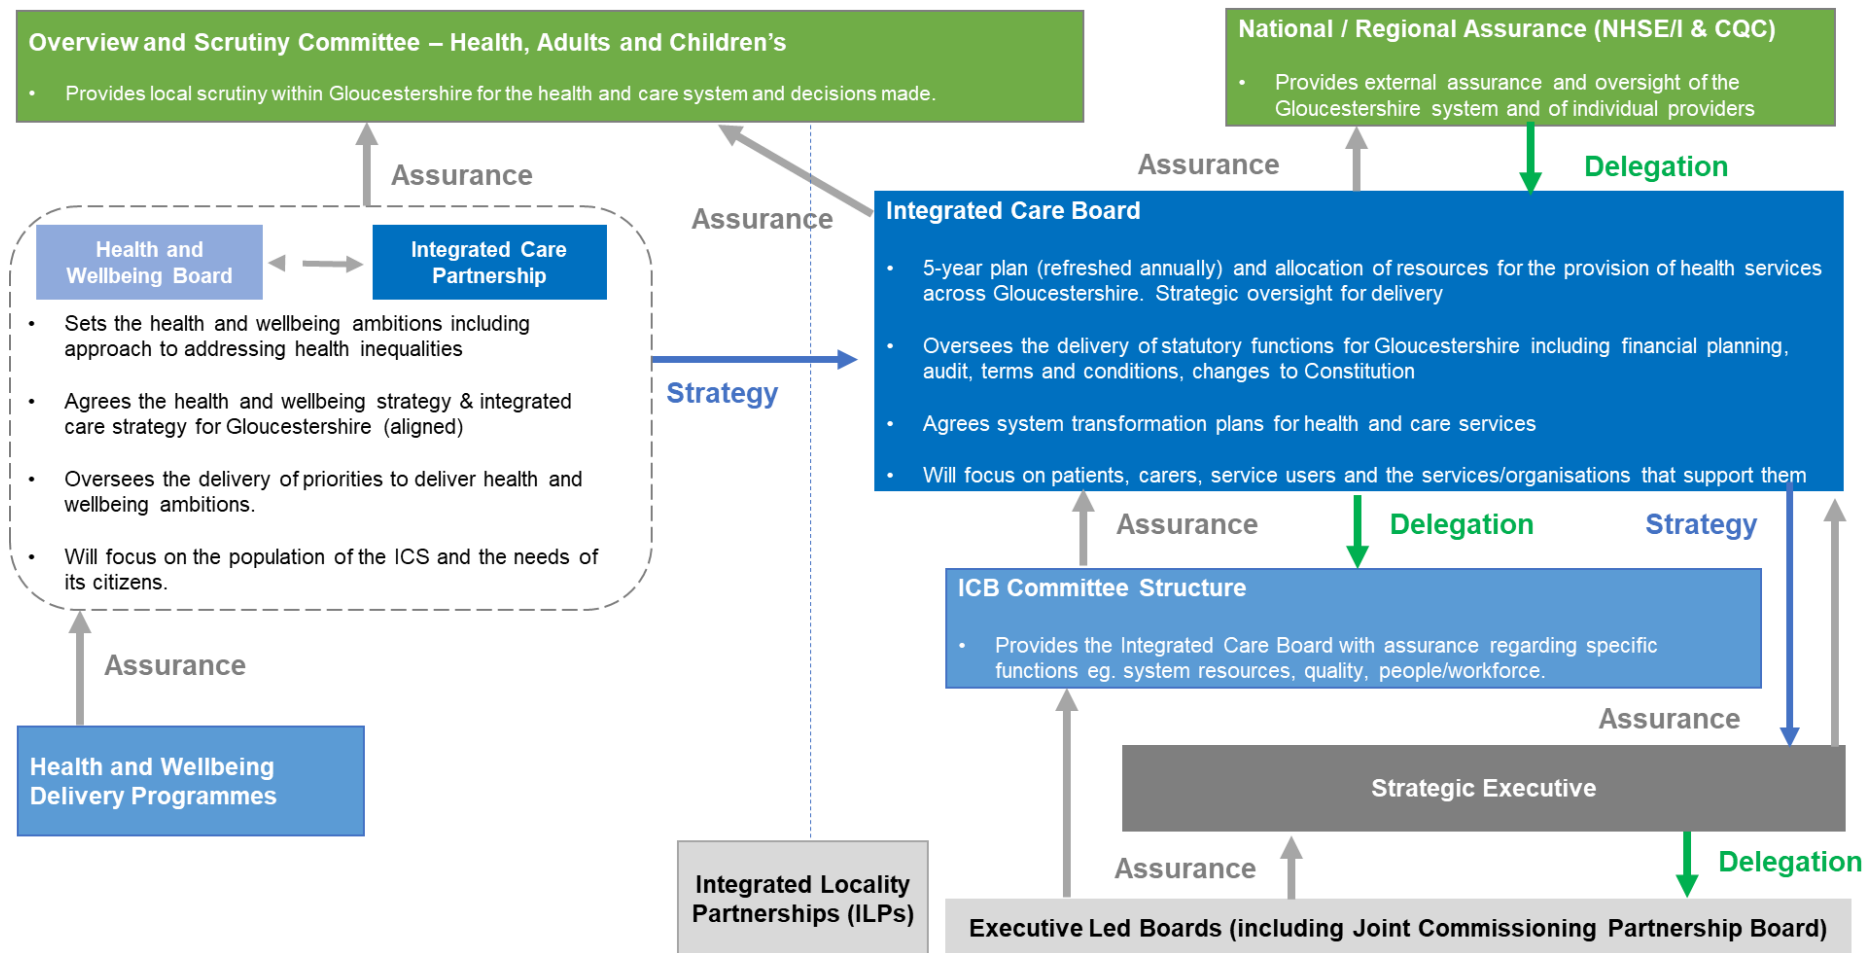 Overview and Scrutiny Committee – Health, Adults and Children's
• Provides local scrutiny within Gloucestershire for the health and care system and decisions made.
National / Regional Assurance (NHSE/I & CQC)
• Provides external assurance and oversight of the
Gloucestershire system and of individual providers
Assurance
Assurance
Assurance
Delegation
Health and
Wellbeing Board
Integrated Care
Partnership
• Sets the health and wellbeing ambitions including
approach to addressing health inequalities
• Agrees the health and wellbeing strategy & integrated
care strategy for Gloucestershire (aligned)
• Oversees the delivery of priorities to deliver health and
wellbeing ambitions.
• Will focus on the population of the ICS and the needs of
its citizens.
Strategy
Integrated Care Board
• 5-year plan (refreshed annually) and allocation of resources for the provision of health services
across Gloucestershire. Strategic oversight for delivery
• Oversees the delivery of statutory functions for Gloucestershire including financial planning,
audit, terms and conditions, changes to Constitution
• Agrees system transformation plans for health and care services
• Will focus on patients, carers, service users and the services/organisations that support them
Assurance
Delegation
Strategy
ICB Committee Structure
• Provides the Integrated Care Board with assurance regarding specific
functions eg. system resources, quality, people/workforce.
Assurance
Health and Wellbeing
Delivery Programmes
Assurance
Strategic Executive
Assurance
Delegation
Integrated Locality
Partnerships (ILPs)
Executive Led Boards (including Joint Commissioning Partnership Board)